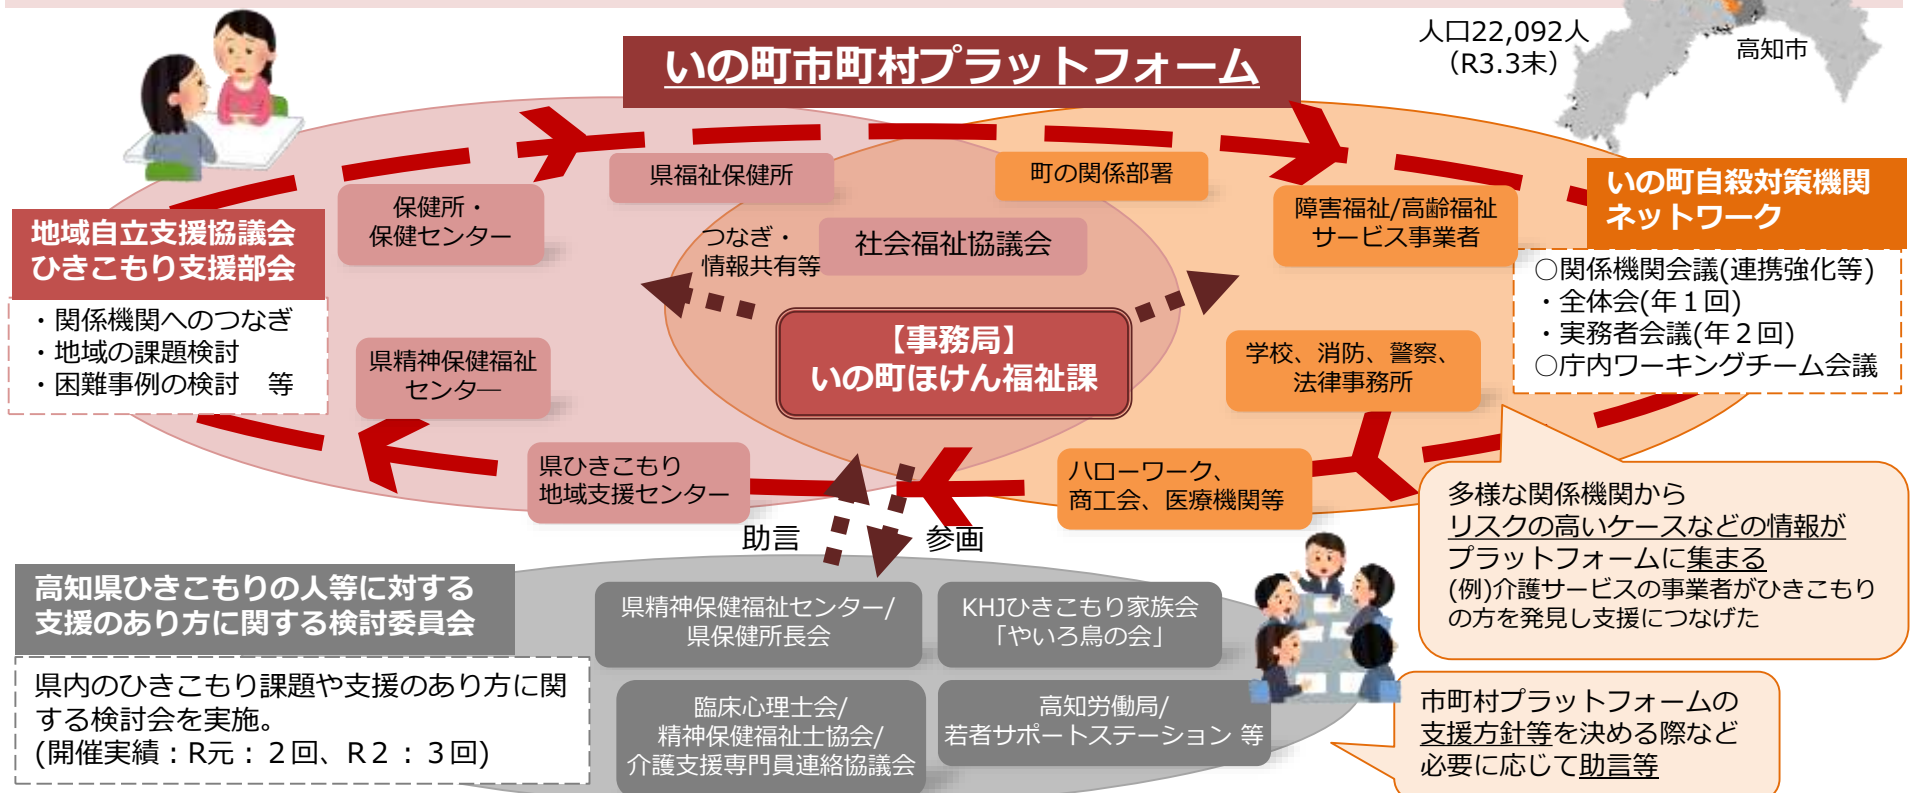 人口22,092人
（R3.3末）
高知市
いの町市町村プラットフォーム
県福祉保健所
町の関係部署
保健所・
保健センター
障害福祉/高齢福祉
サービス事業者
いの町自殺対策機関
ネットワーク
地域自立支援協議会
ひきこもり支援部会
つなぎ・
情報共有等
社会福祉協議会
○関係機関会議(連携強化等)
・全体会(年１回)
・実務者会議(年２回)
○庁内ワーキングチーム会議
・関係機関へのつなぎ
・地域の課題検討
・困難事例の検討　等
【事務局】
いの町ほけん福祉課
県精神保健福祉
センタ―
学校、消防、警察、
法律事務所
県ひきこもり
地域支援センター
ハローワーク、
商工会、医療機関等
多様な関係機関から
リスクの高いケースなどの情報が
プラットフォームに集まる
(例)介護サービスの事業者がひきこもり
の方を発見し支援につなげた
助言
参画
高知県ひきこもりの人等に対する
支援のあり方に関する検討委員会
県精神保健福祉センター/
県保健所長会
KHJひきこもり家族会
「やいろ鳥の会」
県内のひきこもり課題や支援のあり方に関
する検討会を実施。
(開催実績：R元：２回、R２：３回)
臨床心理士会/
精神保健福祉士協会/
介護支援専門員連絡協議会
高知労働局/
若者サポートステーション 等
市町村プラットフォームの
支援方針等を決める際など
必要に応じて助言等